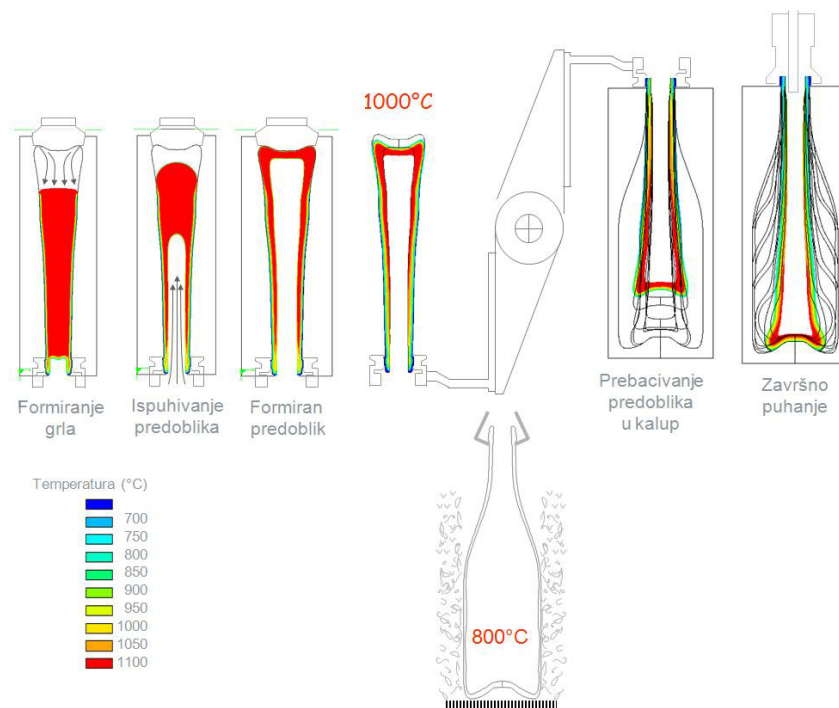 1000°C
Formiranje
grla
Ispuhivanje
predoblika
Formiran
predoblik
Prebacivanje
predoblika
u kalup
Završno
puhanje
Temperatura (°C)
700
750
800
850
900
950
1000
1050
1100
800°C